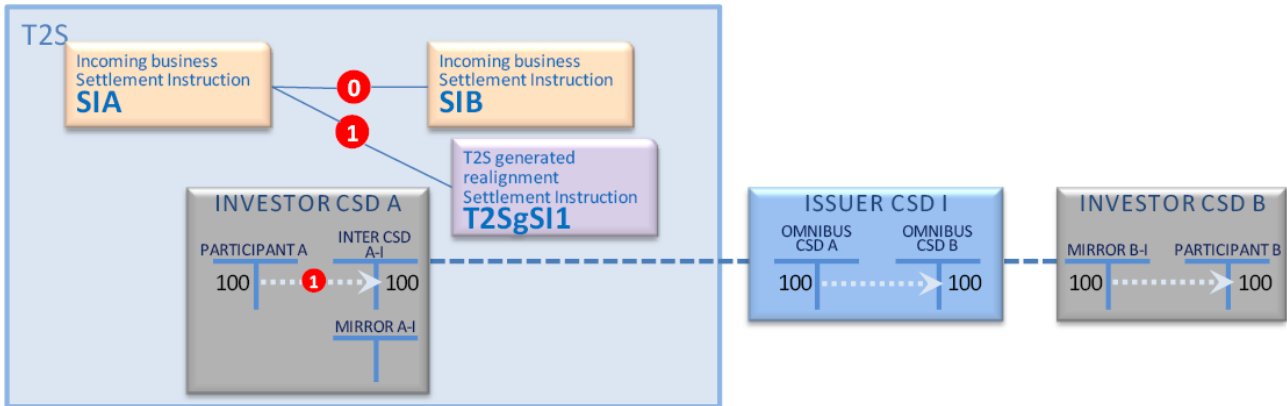 T2S
Incoming business
Settlement Instruction
SIA
0
Incoming business
Settlement Instruction
SIB
1
T2S generated
realignment
Settlement Instruction
T2SgSI1
INVESTOR CSD A
PARTICIPANT A
INTER CSD
A-I
100
1
100
MIRROR A-I
ISSUER CSD I
OMNIBUS
CSD A
OMNIBUS
CSD B
100
100
INVESTOR CSD B
MIRROR B-I
PARTICIPANT B
100
100